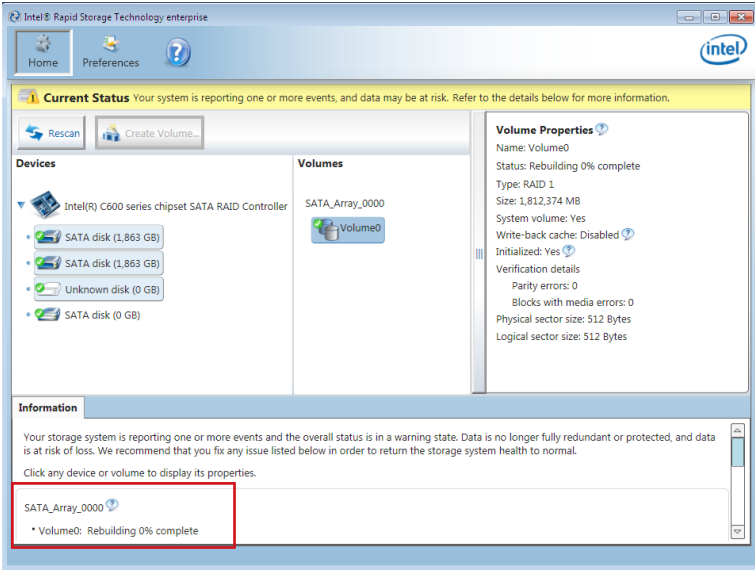 Intel® Rapid Storage Technology enterprise
Home
Preferences
?
intel
Current Status Your system is reporting one or more events, and data may be at risk. Refer to the details below for more information.
Rescan
Create Volume...
Devices
Intel(R) C600 series chipset SATA RAID Controller
SATA disk (1,863 GB)
SATA disk (1,863 GB)
Unknown disk (0 GB)
SATA disk (0 GB)
Volumes
SATA_Array_0000
Volume0
Volume Properties ?
Name: Volume0
Status: Rebuilding 0% complete
Type: RAID 1
Size: 1,812,374 MB
System volume: Yes
Write-back cache: Disabled ?
Initialized: Yes ?
Verification details
Parity errors: 0
Blocks with media errors: 0
Physical sector size: 512 Bytes
Logical sector size: 512 Bytes
Information
Your storage system is reporting one or more events and the overall status is in a warning state. Data is no longer fully redundant or protected, and data
is at risk of loss. We recommend that you fix any issue listed below in order to return the storage system health to normal.
Click any device or volume to display its properties.
SATA_Array_0000 ?
* Volume0: Rebuilding 0% complete